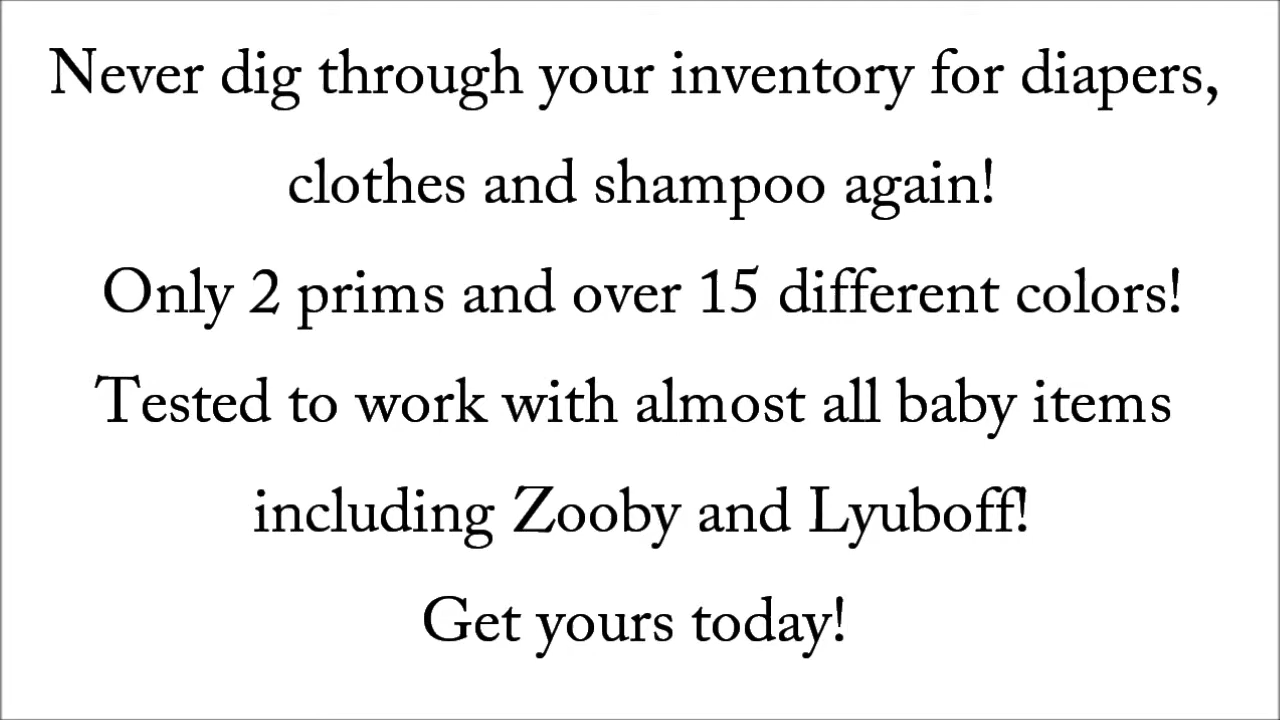 Never dig through your inventory for diapers,
clothes and shampoo again!
Only 2 prims and over 15 different colors!
Tested to work with almost all baby items
including Zooby and Lyuboff!
Get yours today!